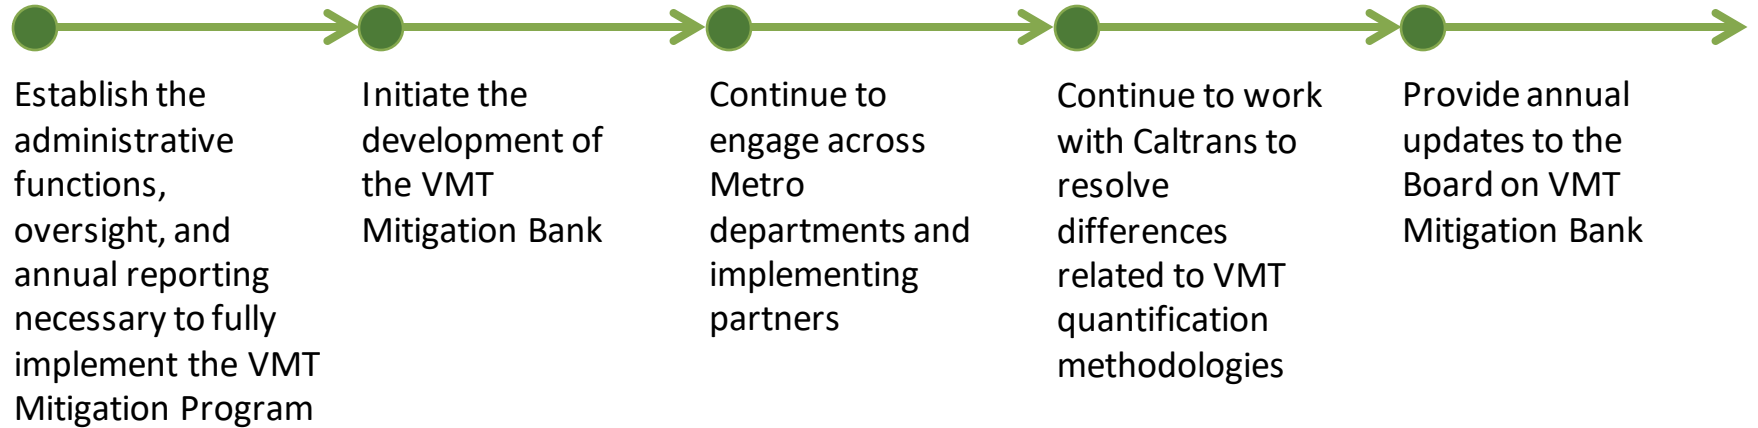 Establish the
administrative
functions,
oversight, and
annual reporting
necessary to fully
implement the VMT
Mitigation Program
Initiate the
development of
the VMT
Mitigation Bank
Continue to
engage across
Metro
departments and
implementing
partners
Continue to work
with Caltrans to
resolve
differences
related to VMT
quantification
methodologies
Provide annual
updates to the
Board on VMT
Mitigation Bank